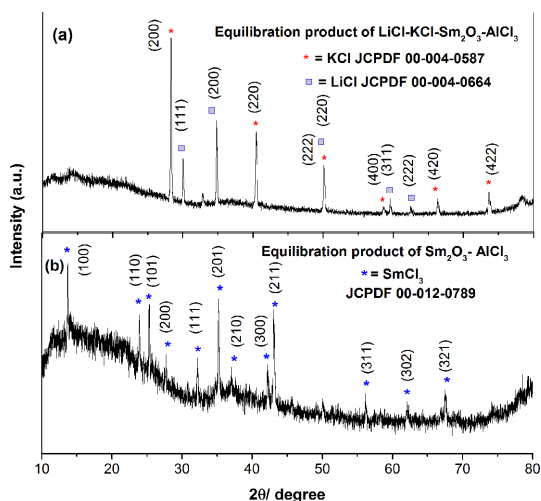 (a)
Equilibration product of LiCl-KCl-Sm₂O₃-AlCl₃
* = KCl JCPDF 00-004-0587
= LiCl JCPDF 00-004-0664
(200)
(111)
(200)
(220)
(220)
(222)
(400)
(311)
(222)
(420)
(422)
Intensity (a.u.)
(b)
Equilibration product of Sm₂O₃- AlCl₃
* = SmCl₃
JCPDF 00-012-0789
(100)
(110)
(101)
(200)
(111)
(201)
(210)
(300)
(211)
(311)
(302)
(321)
10 20 30 40 50 60 70 80
2θ/ degree